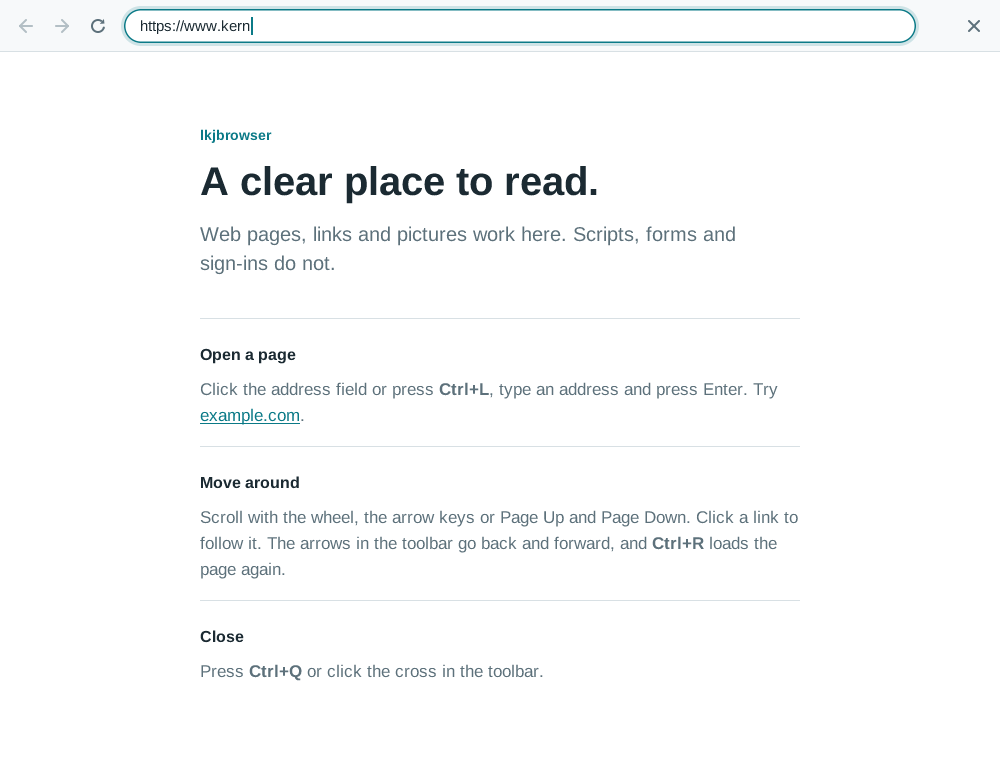 https://www.kern
lkjbrowser
A clear place to read.
Web pages, links and pictures work here. Scripts, forms and
sign-ins do not.
Open a page
Click the address field or press Ctrl+L, type an address and press Enter. Try
example.com.
Move around
Scroll with the wheel, the arrow keys or Page Up and Page Down. Click a link to
follow it. The arrows in the toolbar go back and forward, and Ctrl+R loads the
page again.
Close
Press Ctrl+Q or click the cross in the toolbar.